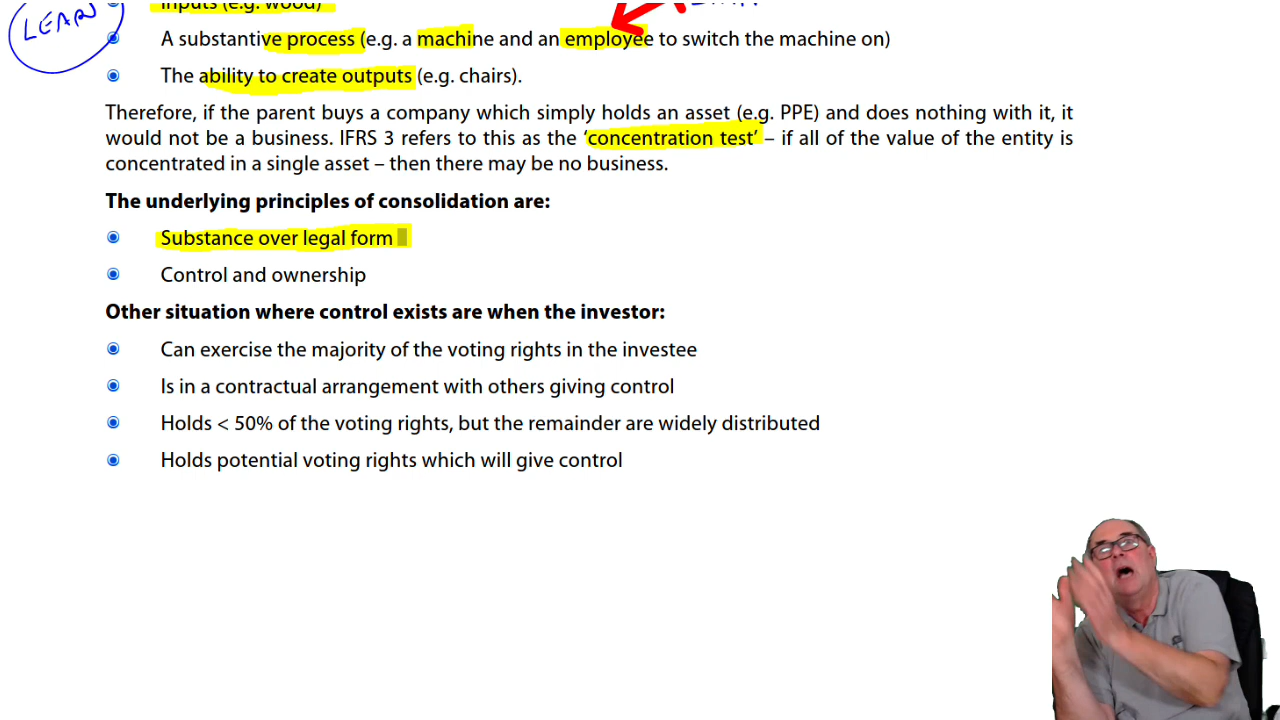 Inputs (e.g. wood)
LEARN
A substantive process (e.g. a machine and an employee to switch the machine on)
The ability to create outputs (e.g. chairs).
Therefore, if the parent buys a company which simply holds an asset (e.g. PPE) and does nothing with it, it
would not be a business. IFRS 3 refers to this as the ‘concentration test’ – if all of the value of the entity is
concentrated in a single asset – then there may be no business.
The underlying principles of consolidation are:
Substance over legal form
Control and ownership
Other situation where control exists are when the investor:
Can exercise the majority of the voting rights in the investee
Is in a contractual arrangement with others giving control
Holds < 50% of the voting rights, but the remainder are widely distributed
Holds potential voting rights which will give control